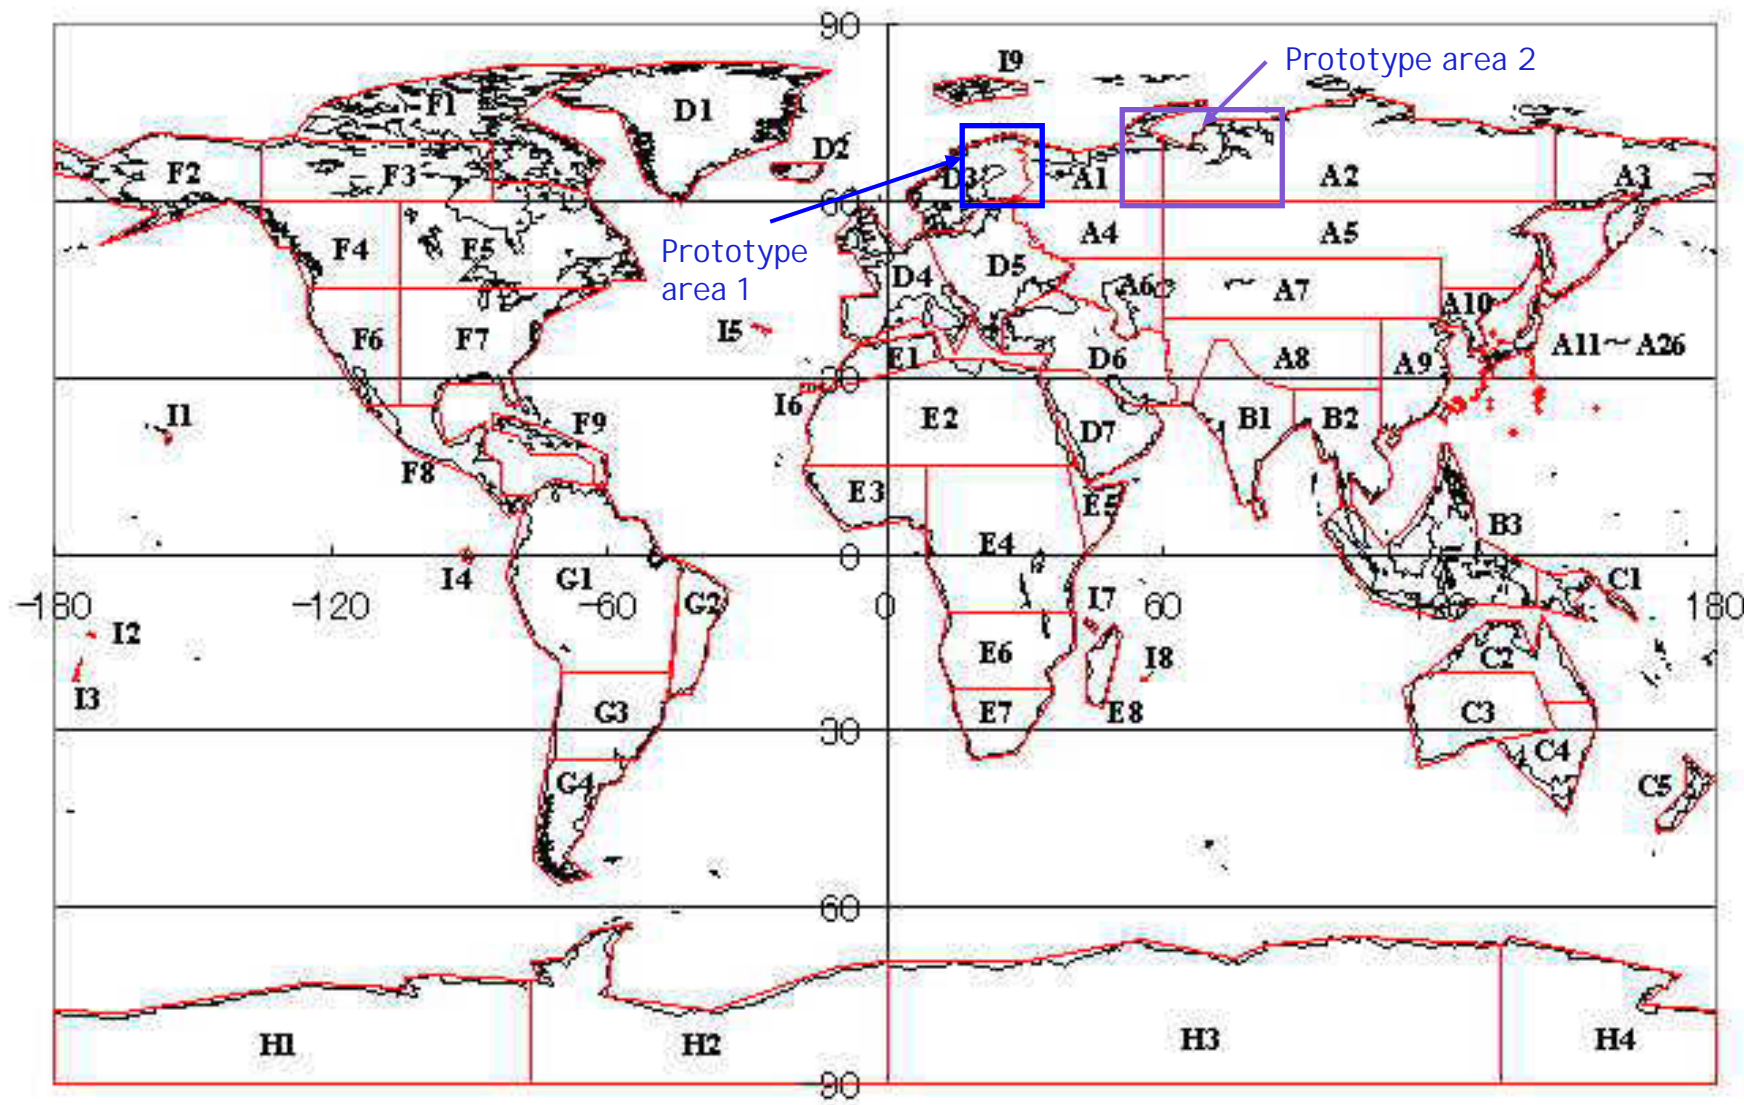 90
I9
Prototype area 2
F1
D1
D2
F2
F3
D3
A1
A2
A3
60
F4
F5
Prototype
area 1
D4
D5
A4
A5
A6
A7
A10
I5
F6
F7
E1
D6
A8
A9
A11~A26
30
I6
I1
F9
E2
D7
B1
B2
F8
E3
E5
B3
E4
0
I4
G1
G2
I7
C1
-180
-120
-60
0
60
180
I2
I3
E6
I8
C2
G3
E7
E8
C3
30
G4
C4
C5
60
H1
H2
H3
H4
-90